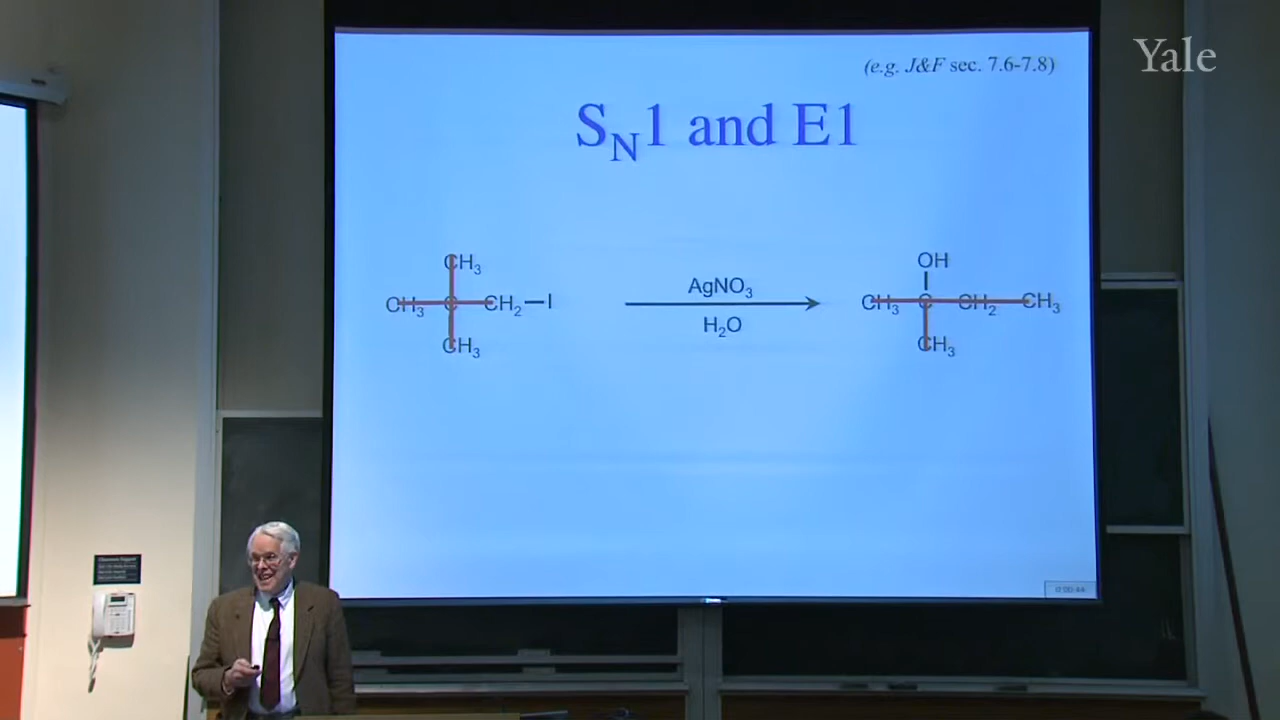 Yale
(e.g. J&F sec. 7.6-7.8)
S_N1 and E1
CH₃
CH₃ C CH₂—I
CH₃
AgNO₃
H₂O
OH
CH₃ C CH₂ CH₃
CH₃